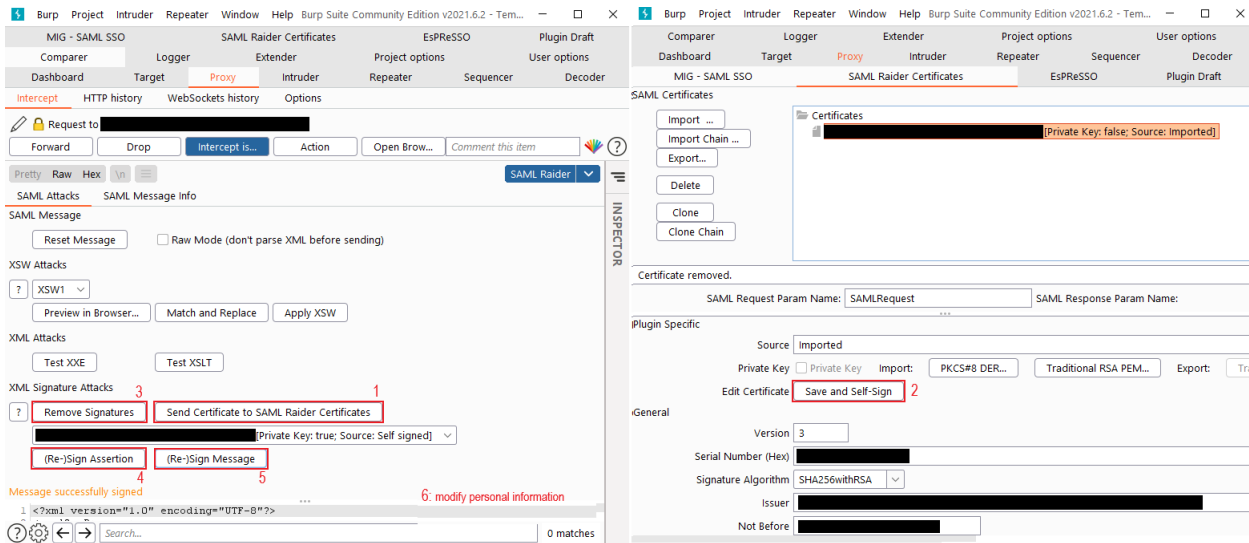 Burp Project Intruder Repeater Window Help Burp Suite Community Edition v2021.6.2 - Tem...
MIG - SAML SSO SAML Raider Certificates EsPReSSO Plugin Draft
Comparer Logger Extender Project options User options
Dashboard Target Proxy Intruder Repeater Sequencer Decoder
Intercept HTTP history WebSockets history Options
Request to
Forward Drop Intercept is... Action Open Brow... Comment this item ?
Pretty Raw Hex \n SAML Raider
SAML Attacks SAML Message Info
INSPECTOR
SAML Message
Reset Message Raw Mode (don't parse XML before sending)
XSW Attacks
? XSW1
Preview in Browser... Match and Replace Apply XSW
XML Attacks
Test XXE Test XSLT
XML Signature Attacks
3 1
? Remove Signatures Send Certificate to SAML Raider Certificates
[Private Key: true; Source: Self signed]
(Re-)Sign Assertion (Re-)Sign Message
4 5
Message successfully signed
6: modify personal information
1 <?xml version="1.0" encoding="UTF-8"?>
? Search... 0 matches
Burp Project Intruder Repeater Window Help Burp Suite Community Edition v2021.6.2 - Tem...
Comparer Logger Extender Project options User options
Dashboard Target Proxy Intruder Repeater Sequencer Decoder
MIG - SAML SSO SAML Raider Certificates EsPReSSO Plugin Draft
SAML Certificates
Import ...
Import Chain ...
Export...
Delete
Clone
Clone Chain
Certificates
[Private Key: false; Source: Imported]
Certificate removed.
SAML Request Param Name: SAMLRequest SAML Response Param Name:
Plugin Specific
Source Imported
Private Key Private Key Import: PKCS#8 DER... Traditional RSA PEM... Export: Tr
Edit Certificate Save and Self-Sign 2
General
Version 3
Serial Number (Hex)
Signature Algorithm SHA256withRSA
Issuer
Not Before